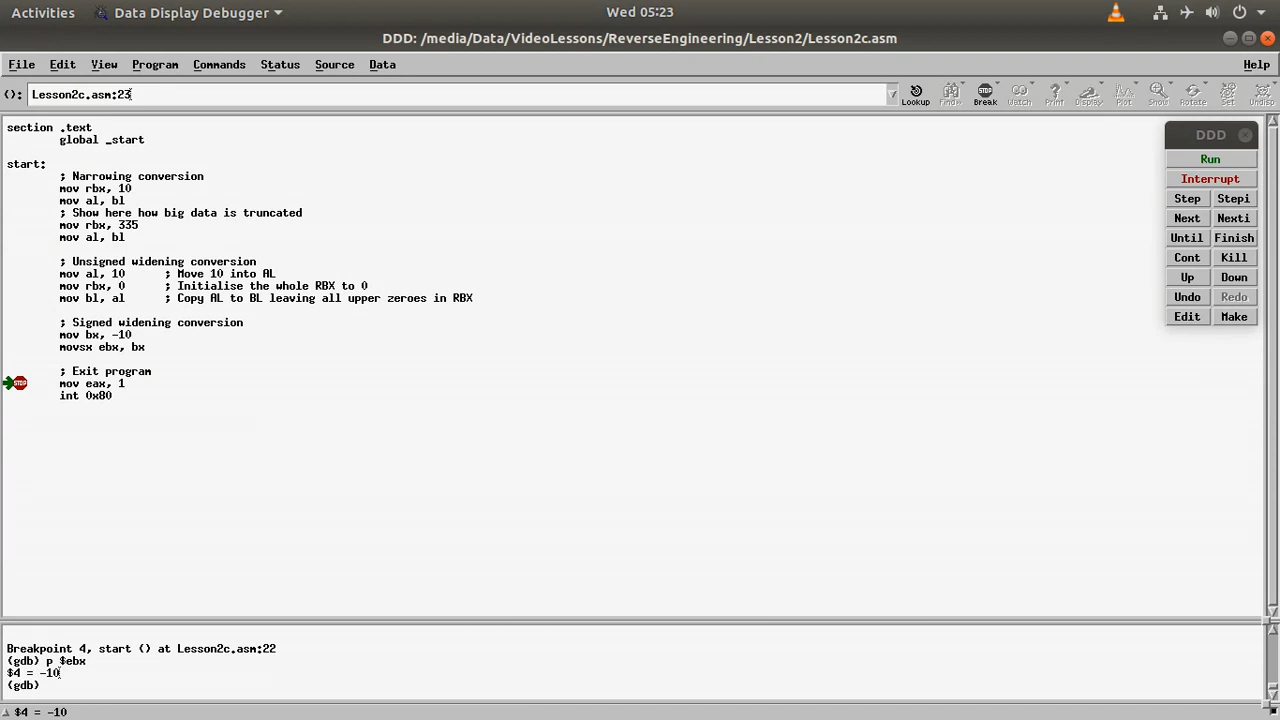 Activities Data Display Debugger Wed 05:23
DDD: /media/Data/VideoLessons/ReverseEngineering/Lesson2/Lesson2c.asm
File Edit View Program Commands Status Source Data Help
(): Lesson2c.asm:23 Lookup Find» Break Watch Print Display Plot Show Rotate Set Undisp
section .text
global _start
start:
; Narrowing conversion
mov rbx, 10
mov al, bl
; Show here how big data is truncated
mov rbx, 335
mov al, bl
; Unsigned widening conversion
mov al, 10 ; Move 10 into AL
mov rbx, 0 ; Initialise the whole RBX to 0
mov bl, al ; Copy AL to BL leaving all upper zeroes in RBX
; Signed widening conversion
mov bx, -10
movsx ebx, bx
; Exit program
STOP mov eax, 1
int 0x80
DDD
Run
Interrupt
Step Stepi
Next Nexti
Until Finish
Cont Kill
Up Down
Undo Redo
Edit Make
Breakpoint 4, start () at Lesson2c.asm:22
(gdb) p $ebx
$4 = -10
(gdb)
$4 = -10